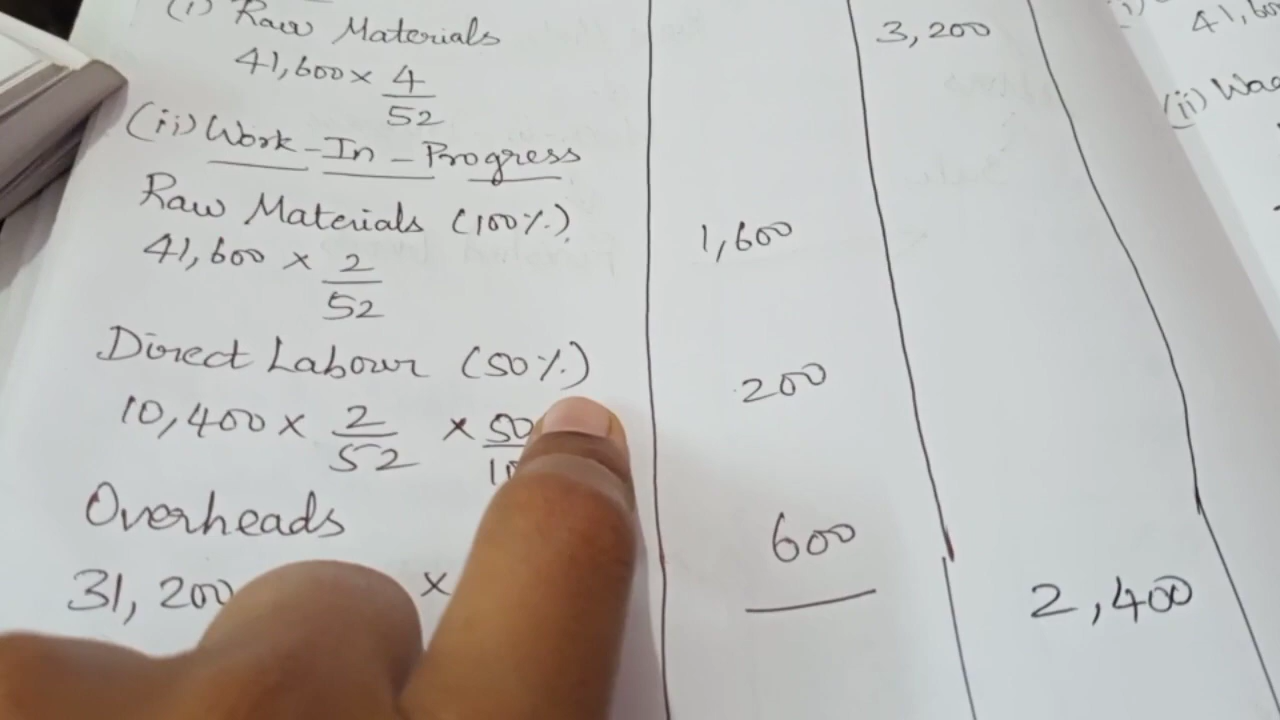 (i) Raw Materials 3,200
41,600 × 4/52
(ii) Work-In-Progress
Raw Materials (100%)
41,600 × 2/52 1,600
Direct Labour (50%)
10,400 × 2/52 × 50 200
Overheads 600
31,200 × 2,400
41,60
(ii)